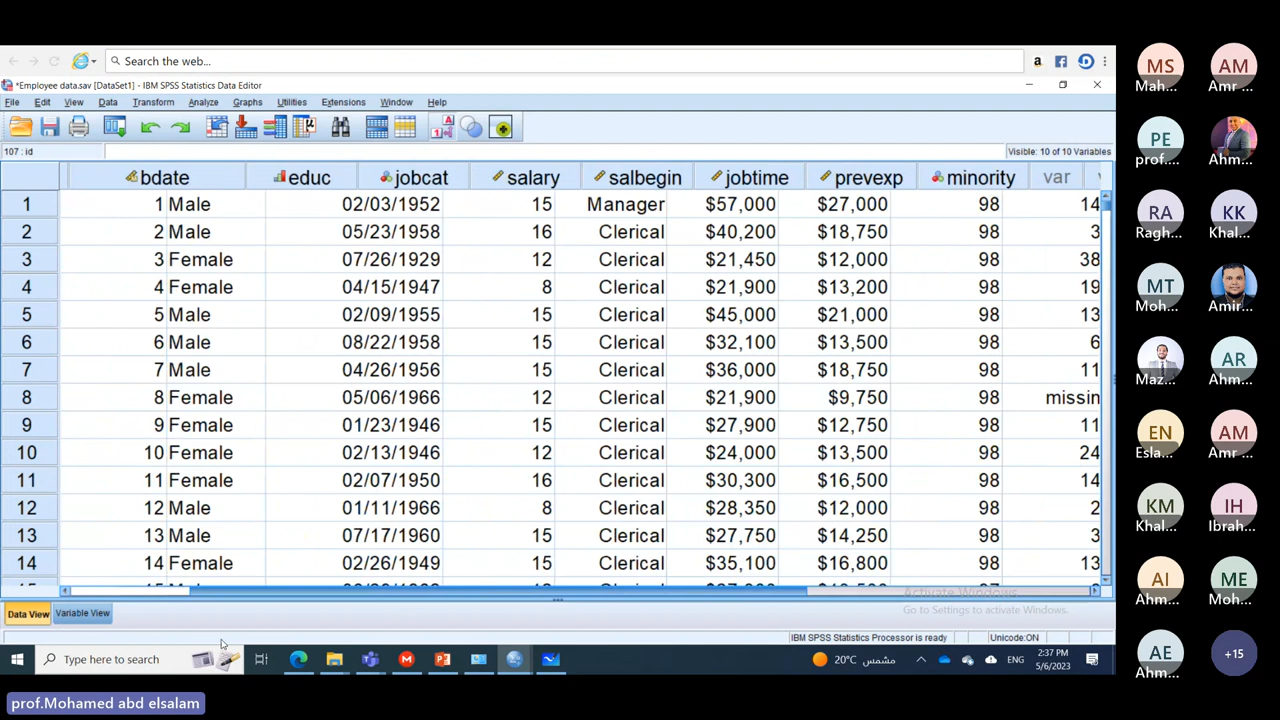 Search the web...
*Employee data.sav [DataSet1] - IBM SPSS Statistics Data Editor
File Edit View Data Transform Analyze Graphs Utilities Extensions Window Help
107 : id
Visible: 10 of 10 Variables
bdate educ jobcat salary salbegin jobtime prevexp minority var
1 1 Male 02/03/1952 15 Manager $57,000 $27,000 98 14
2 2 Male 05/23/1958 16 Clerical $40,200 $18,750 98 3
3 3 Female 07/26/1929 12 Clerical $21,450 $12,000 98 38
4 4 Female 04/15/1947 8 Clerical $21,900 $13,200 98 19
5 5 Male 02/09/1955 15 Clerical $45,000 $21,000 98 13
6 6 Male 08/22/1958 15 Clerical $32,100 $13,500 98 6
7 7 Male 04/26/1956 15 Clerical $36,000 $18,750 98 11
8 8 Female 05/06/1966 12 Clerical $21,900 $9,750 98 missin
9 9 Female 01/23/1946 15 Clerical $27,900 $12,750 98 11
10 10 Female 02/13/1946 12 Clerical $24,000 $13,500 98 24
11 11 Female 02/07/1950 16 Clerical $30,300 $16,500 98 14
12 12 Male 01/11/1966 8 Clerical $28,350 $12,000 98 2
13 13 Male 07/17/1960 15 Clerical $27,750 $14,250 98 3
14 14 Female 02/26/1949 15 Clerical $35,100 $16,800 98 13
Activate Windows
Go to Settings to activate Windows.
Data View Variable View
IBM SPSS Statistics Processor is ready Unicode:ON
Type here to search
20°C مشمس
ENG
2:37 PM
5/6/2023
prof.Mohamed abd elsalam
MS AM
Mah... Amr ...
PE
prof.... Ahm...
RA KK
Ragh... Khal...
MT
Moh... Amir...
AR
Maz... Ahm...
EN AM
Esla... Amr ...
KM IH
Khal... Ibrah...
AI ME
Ahm... Moh...
AE +15
Ahm...